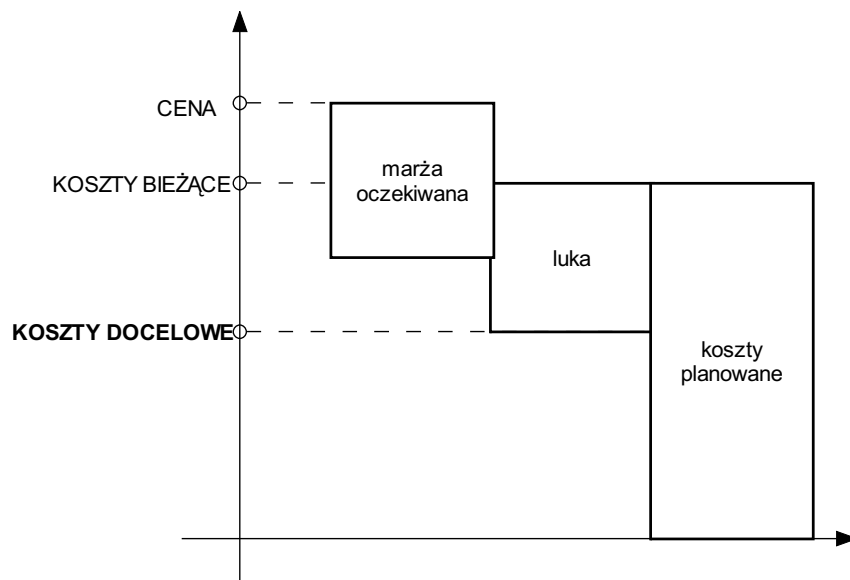 CENA
marża
oczekiwana
KOSZTY BIEŻĄCE
luka
KOSZTY DOCELOWE
koszty
planowane